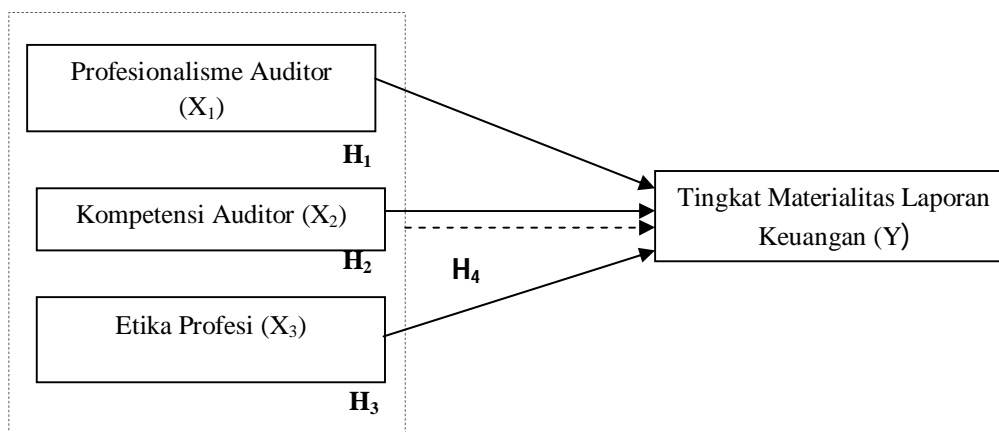 Profesionalisme Auditor
(X₁)
H₁
Kompetensi Auditor (X₂)
H₂
H₄
Etika Profesi (X₃)
H₃
Tingkat Materialitas Laporan
Keuangan (Y)